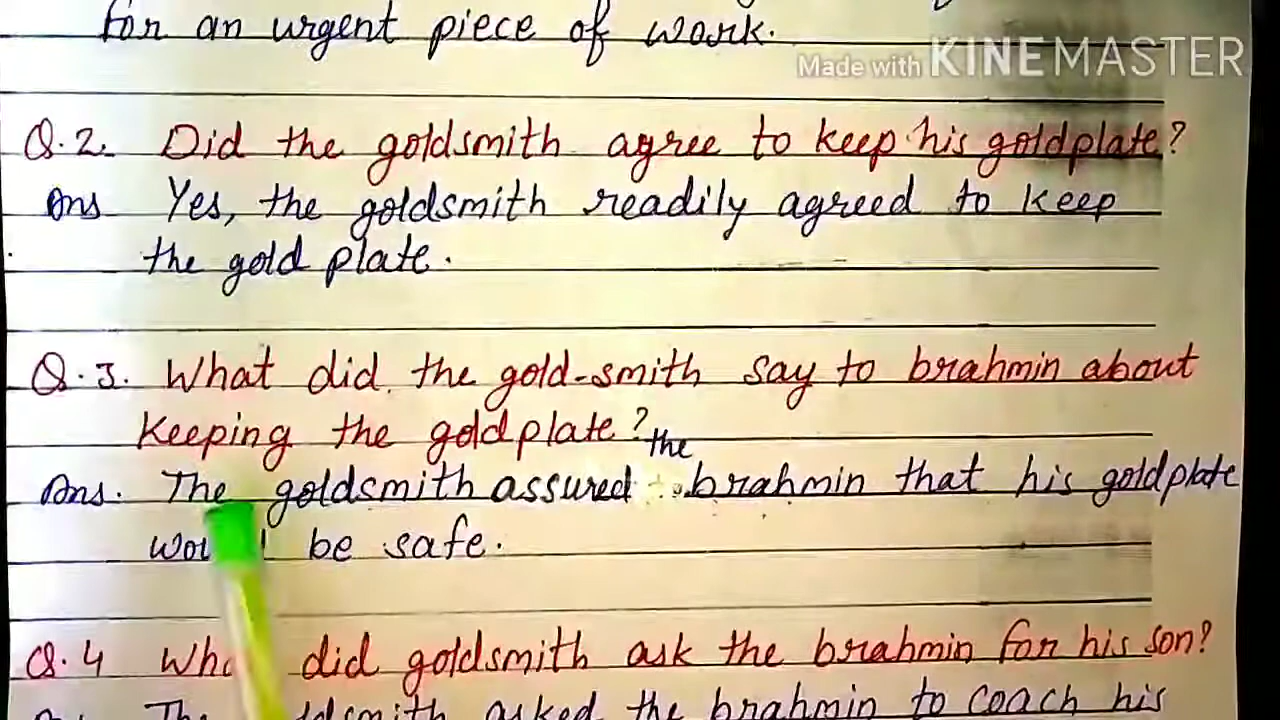 for an urgent piece of work.
Made with KINEMASTER
Q.2. Did the goldsmith agree to keep his goldplate?
Ans Yes, the goldsmith readily agreed to keep
the gold plate.
Q.3. What did the gold-smith say to brahmin about
keeping the goldplate?
the
Ans. The goldsmith assured brahmin that his goldplate
be safe.
Q.4 did goldsmith ask the brahmin for his son?
The asked the brahmin to coach his